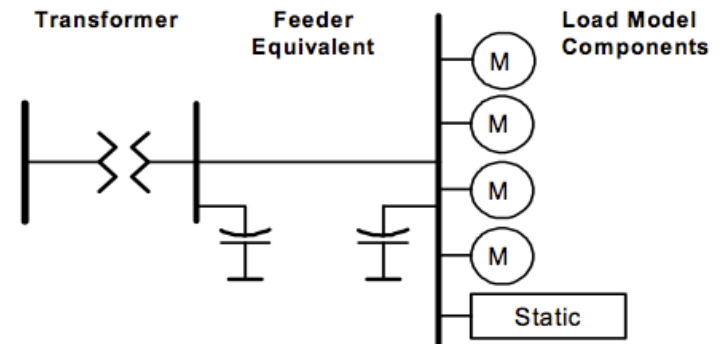 Transformer
Feeder
Equivalent
Load Model
Components
M
M
M
M
Static